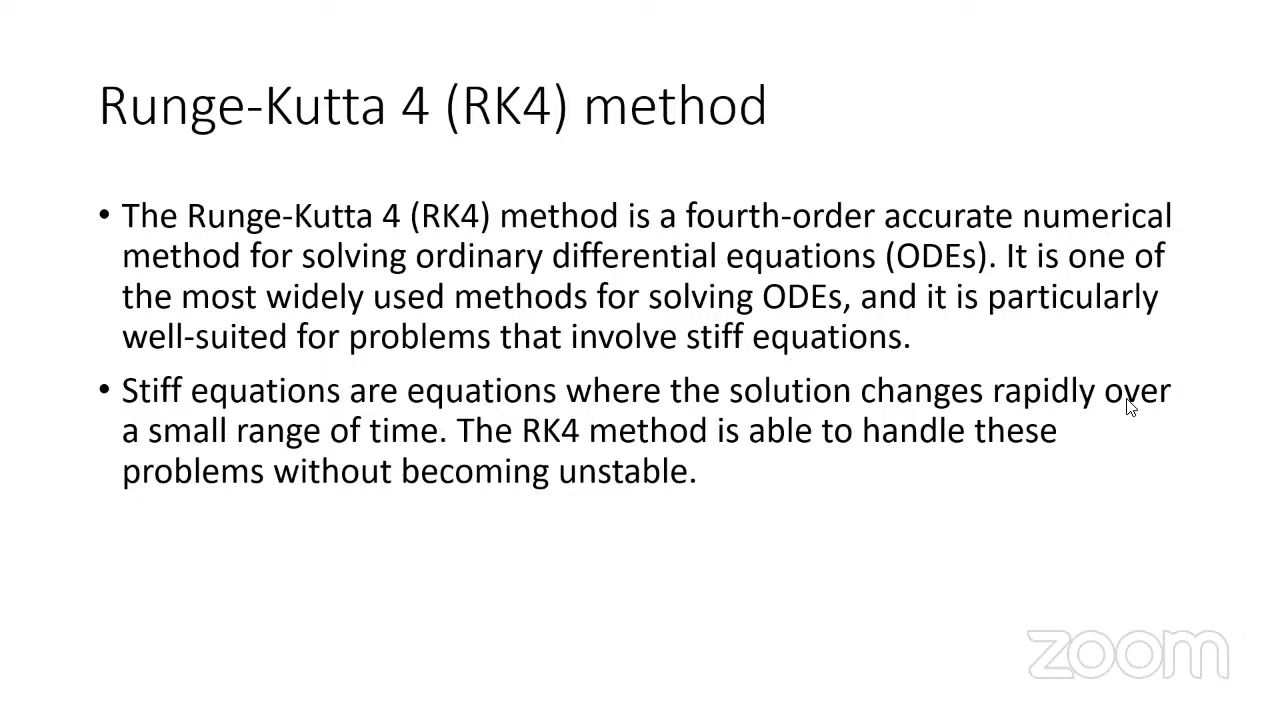 Runge-Kutta 4 (RK4) method
• The Runge-Kutta 4 (RK4) method is a fourth-order accurate numerical
method for solving ordinary differential equations (ODEs). It is one of
the most widely used methods for solving ODEs, and it is particularly
well-suited for problems that involve stiff equations.
• Stiff equations are equations where the solution changes rapidly over
a small range of time. The RK4 method is able to handle these
problems without becoming unstable.
zoom